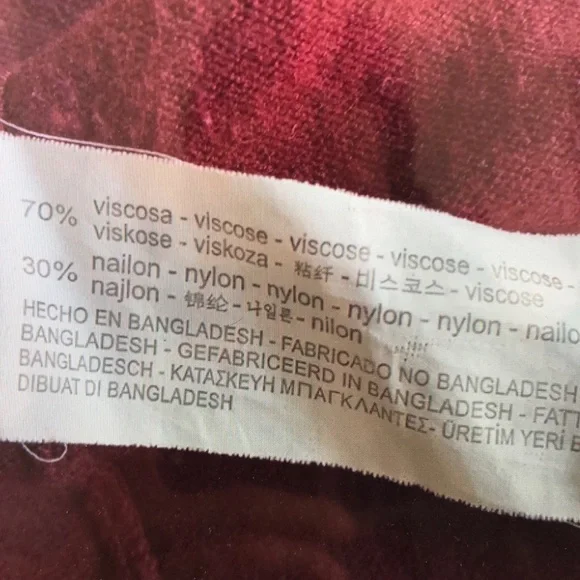 70% viscosa - viscose - viscose - viscose - viscose -
viskose - viskoza - 粘纤 - 비스코스 - viscose
30% nailon - nylon - nylon - nylon - nylon - nailo
najlon - 锦纶 - 나일론 - nilon
HECHO EN BANGLADESH - FABRICADO NO BANGLADESH
BANGLADESH - GEFABRICEERD IN BANGLADESH - FATT
BANGLADESCH - ΚΑΤΑΣΚΕΥΗ ΜΠΑΓΚΛΑΝΤΕΣ- ÜRETİM YERİ B
DIBUAT DI BANGLADESH